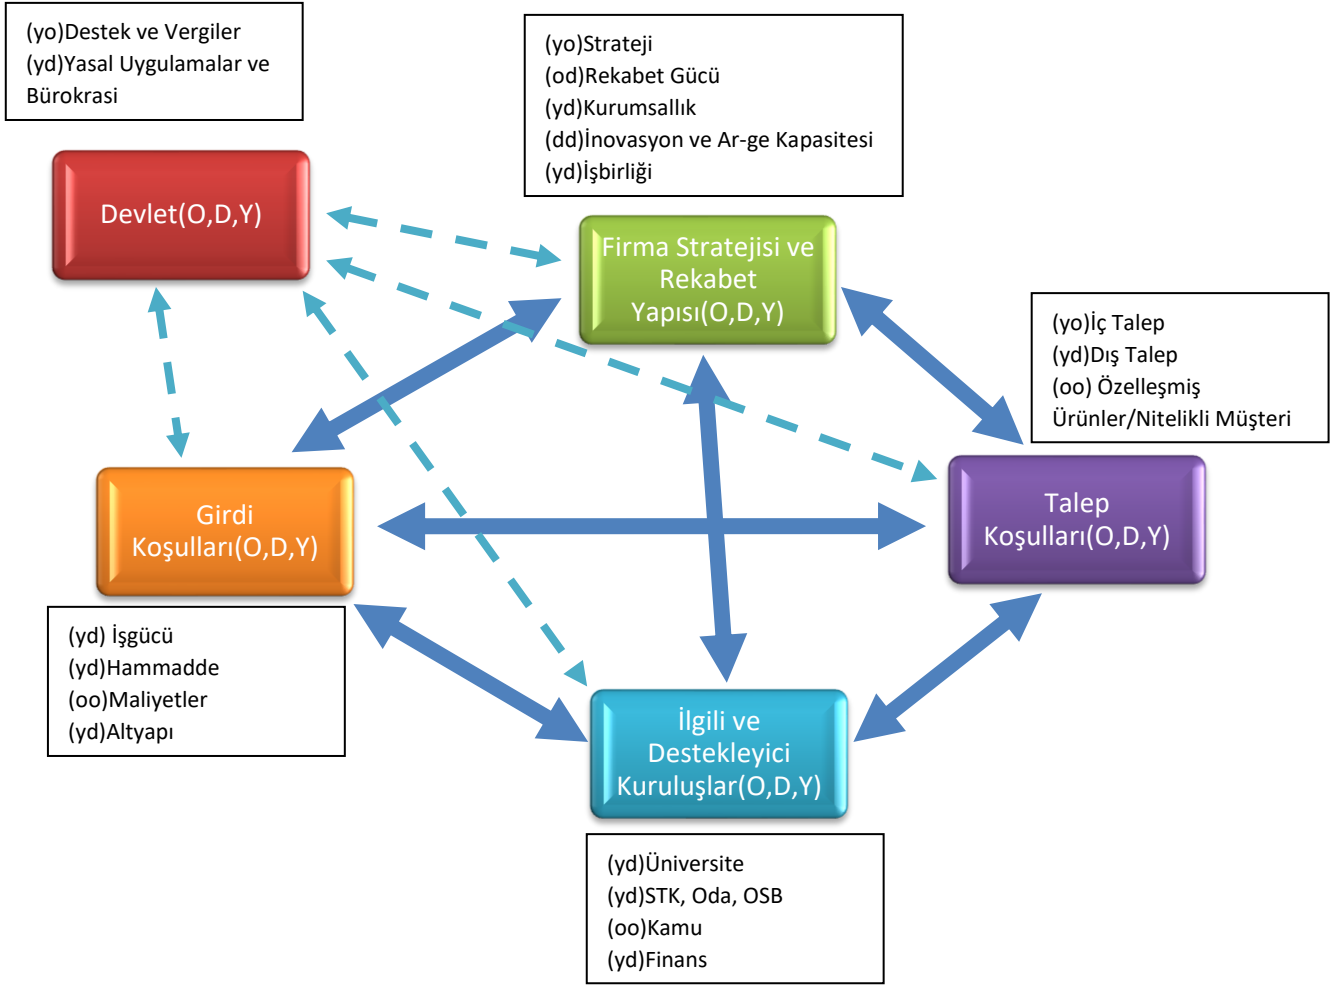 (yo)Destek ve Vergiler
(yd)Yasal Uygulamalar ve
Bürokrasi
(yo)Strateji
(od)Rekabet Gücü
(yd)Kurumsallık
(dd)İnovasyon ve Ar-ge Kapasitesi
(yd)İşbirliği
Devlet(O,D,Y)
Firma Stratejisi ve
Rekabet
Yapısı(O,D,Y)
(yo)İç Talep
(yd)Dış Talep
(oo) Özelleşmiş
Ürünler/Nitelikli Müşteri
Girdi
Koşulları(O,D,Y)
Talep
Koşulları(O,D,Y)
(yd) İşgücü
(yd)Hammadde
(oo)Maliyetler
(yd)Altyapı
İlgili ve
Destekleyici
Kuruluşlar(O,D,Y)
(yd)Üniversite
(yd)STK, Oda, OSB
(oo)Kamu
(yd)Finans